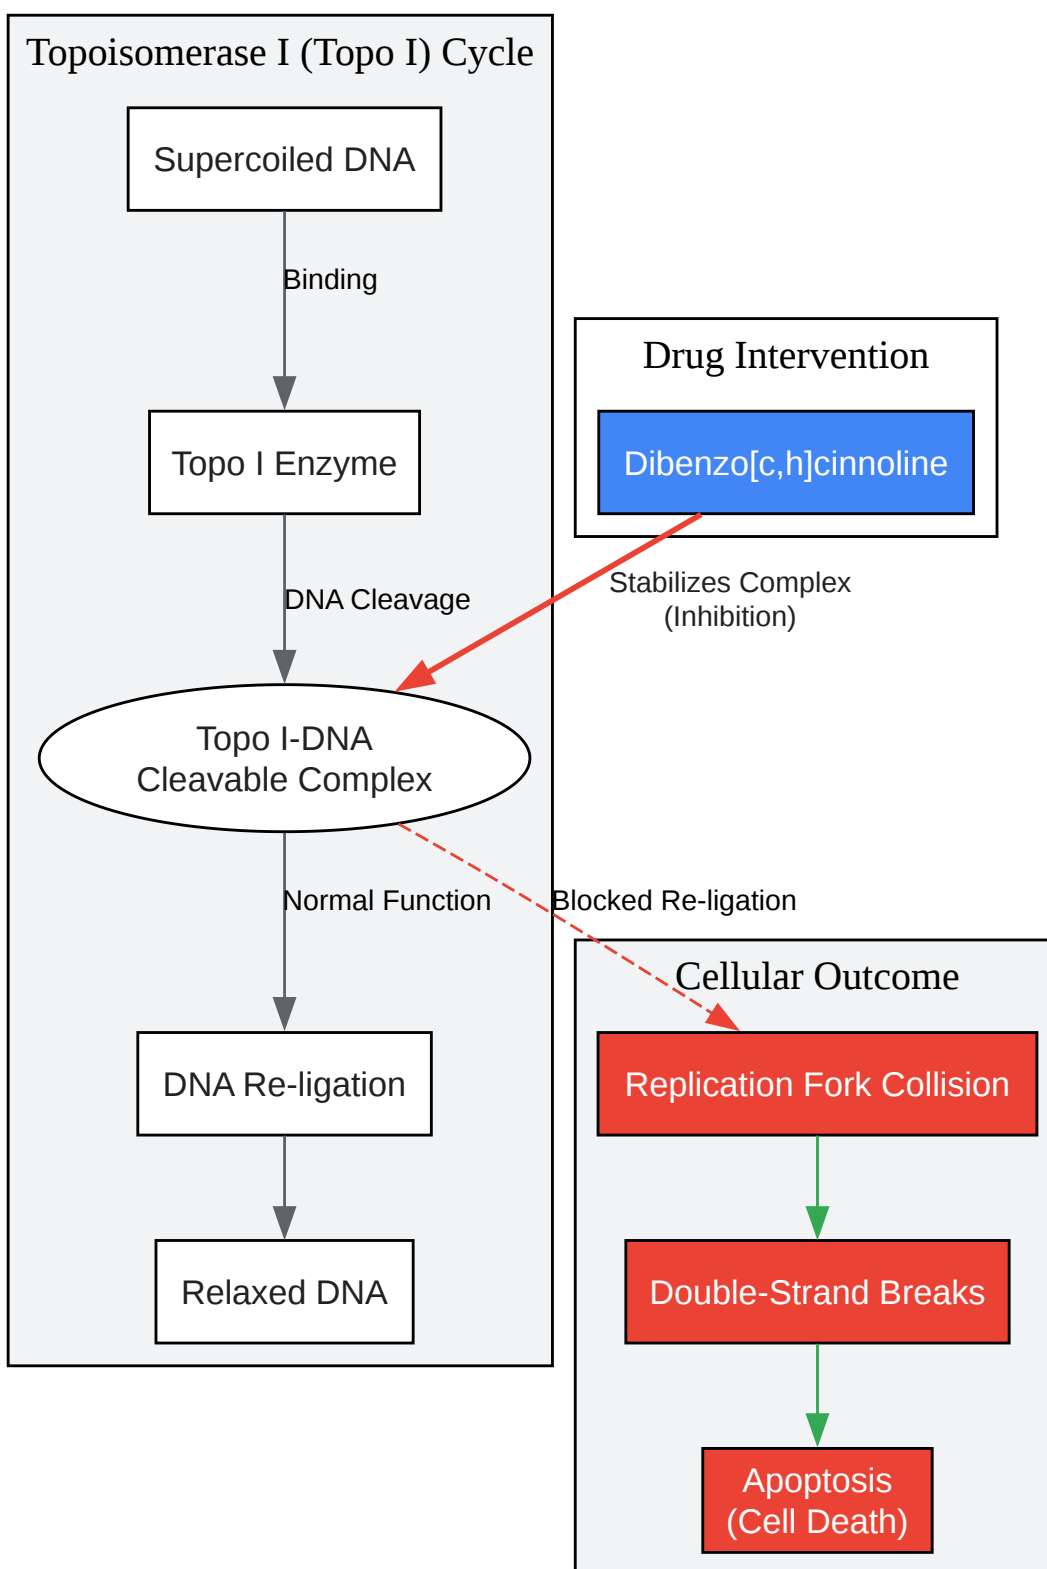 Topoisomerase I (Topo I) Cycle
Supercoiled DNA
Binding
Topo I Enzyme
DNA Cleavage
Topo I-DNA
Cleavable Complex
Normal Function
DNA Re-ligation
Relaxed DNA
Drug Intervention
Dibenzo[c,h]cinnoline
Stabilizes Complex
(Inhibition)
Blocked Re-ligation
Cellular Outcome
Replication Fork Collision
Double-Strand Breaks
Apoptosis
(Cell Death)